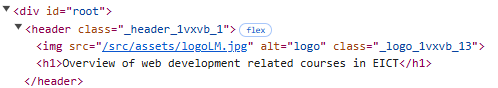 <div id="root">
<header class="_header_1vxvb_1"> flex
<img src="/src/assets/logoLM.jpg" alt="logo" class="_logo_1vxvb_13">
<h1>Overview of web development related courses in EICT</h1>
</header>